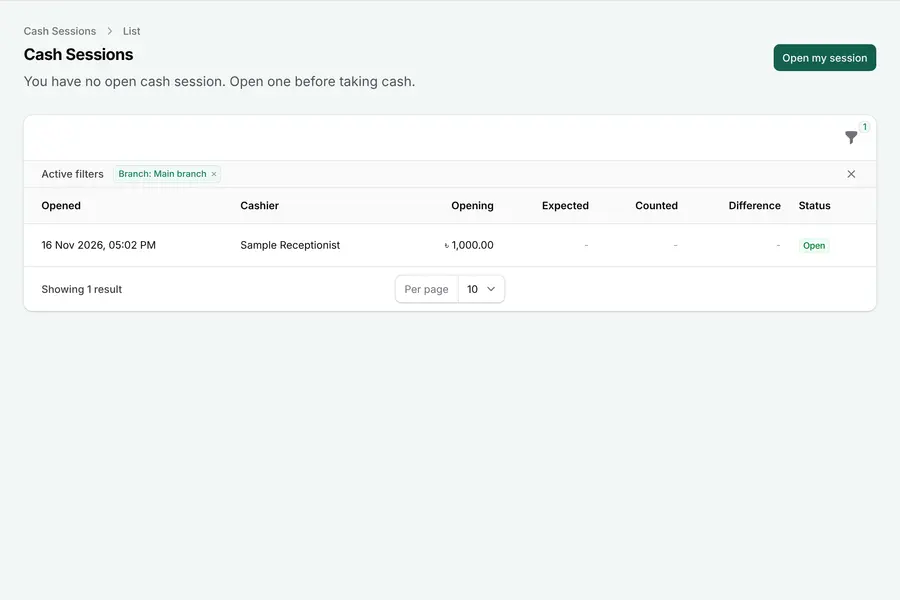 Cash Sessions > List
Cash Sessions
Open my session
You have no open cash session. Open one before taking cash.
1
Active filters Branch: Main branch ×
Opened Cashier Opening Expected Counted Difference Status
16 Nov 2026, 05:02 PM Sample Receptionist ৳ 1,000.00 - - - Open
Showing 1 result Per page 10